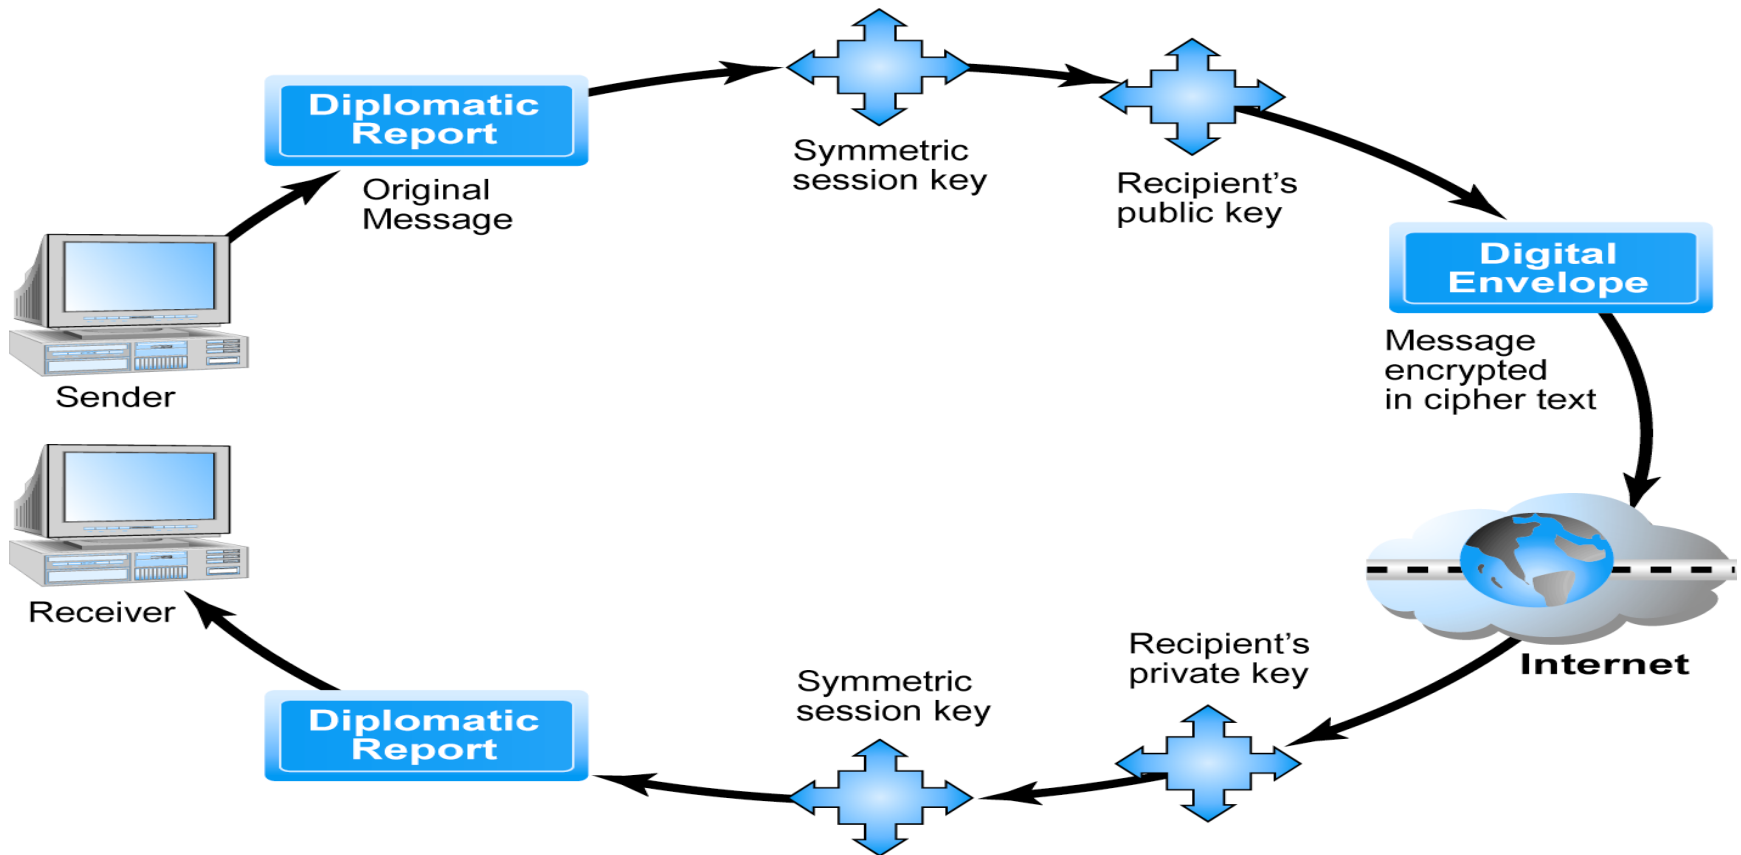 Diplomatic
Report
Original
Message
Symmetric
session key
Recipient's
public key
Digital
Envelope
Message
encrypted
in cipher text
Sender
Receiver
Internet
Recipient's
private key
Symmetric
session key
Diplomatic
Report